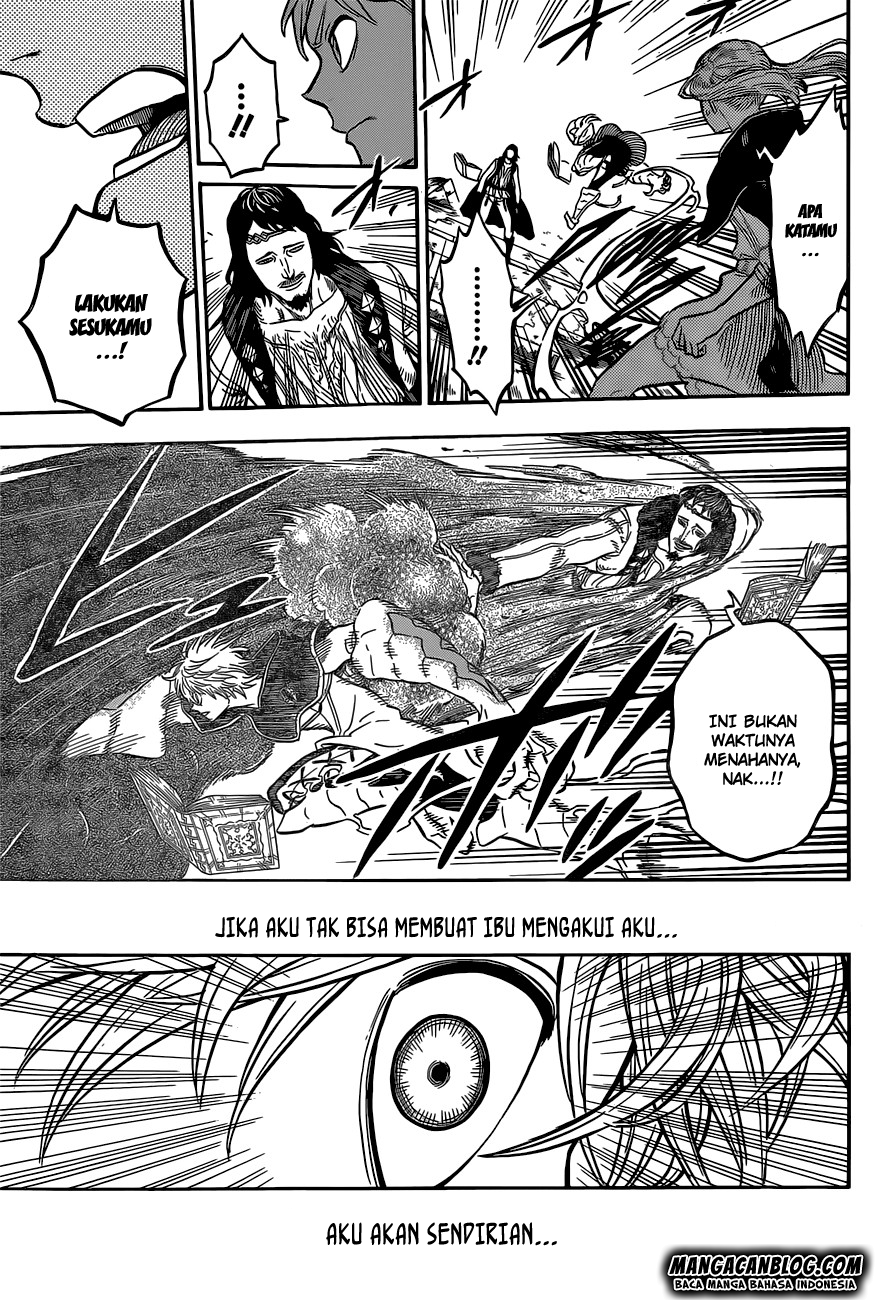 APA
KATAMU
...
......!!
...!!
LAKUKAN
SESUKAMU
...!
INI BUKAN
WAKTUNYA
MENAHANYA,
NAK...!!
JIKA AKU TAK BISA MEMBUAT IBU MENGAKUI AKU...
AKU AKAN SENDIRIAN...
MANGACANBLOG.COM
BACA MANGA BAHASA INDONESIA